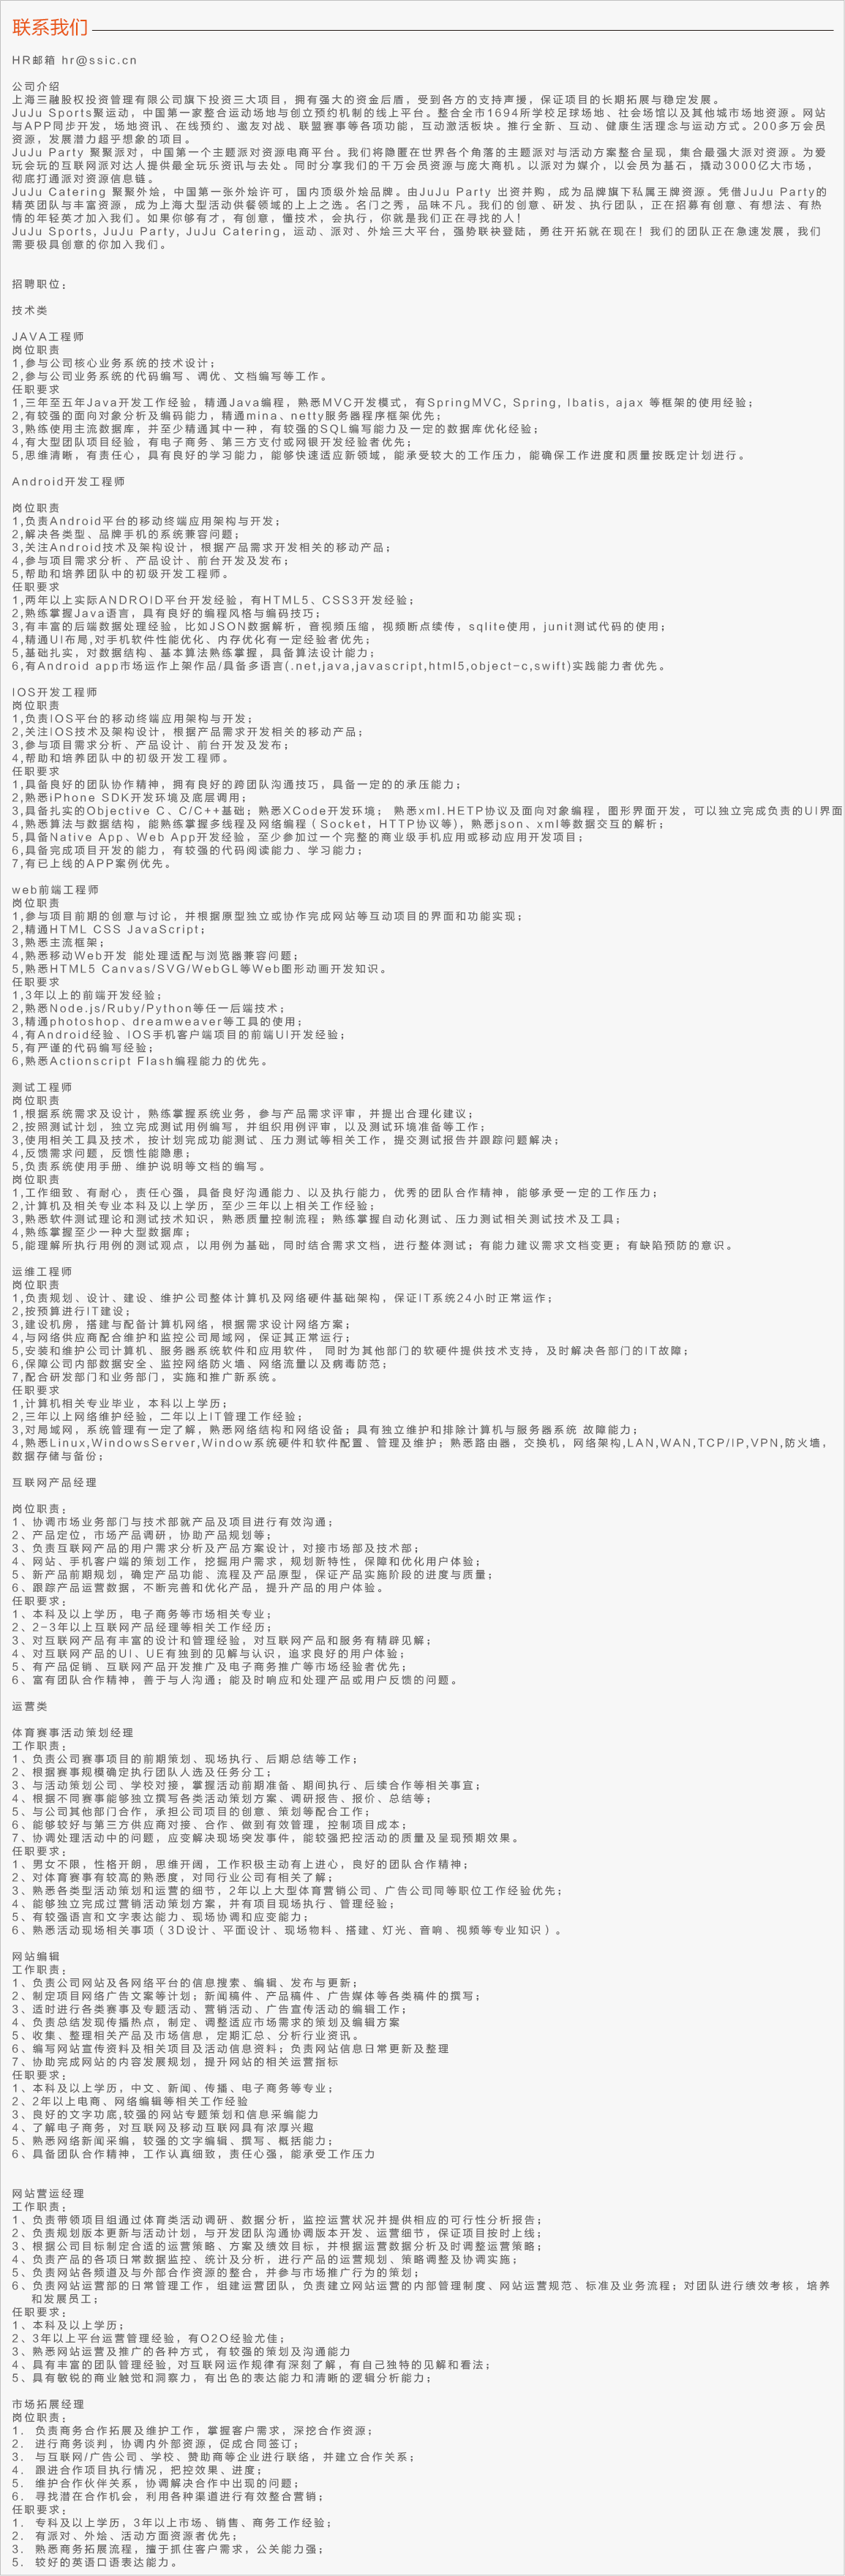 联系我们
HR邮箱 hr@ssic.cn
公司介绍
上海三融股权投资管理有限公司旗下投资三大项目，拥有强大的资金后盾，受到各方的支持声援，保证项目的长期拓展与稳定发展。
JuJu Sports聚运动，中国第一家整合运动场地与创立预约机制的线上平台。整合全市1694所学校足球场地、社会场馆以及其他城市场地资源。网站
与APP同步开发，场地资讯、在线预约、邀友对战、联盟赛事等各项功能，互动激活板块。推行全新、互动、健康生活理念与运动方式。200多万会员
资源，发展潜力超乎想象的项目。
JuJu Party 聚聚派对，中国第一个主题派对资源电商平台。我们将隐匿在世界各个角落的主题派对与活动方案整合呈现，集合最强大派对资源。为爱
玩会玩的互联网派对达人提供最全玩乐资讯与去处。同时分享我们的千万会员资源与庞大商机。以派对为媒介，以会员为基石，撬动3000亿大市场，
彻底打通派对资源信息链。
JuJu Catering 聚聚外烩，中国第一张外烩许可，国内顶级外烩品牌。由JuJu Party 出资并购，成为品牌旗下私属王牌资源。凭借JuJu Party的
精英团队与丰富资源，成为上海大型活动供餐领域的上上之选。名门之秀，品味不凡。我们的创意、研发、执行团队，正在招募有创意、有想法、有热
情的年轻英才加入我们。如果你够有才，有创意，懂技术，会执行，你就是我们正在寻找的人！
JuJu Sports, JuJu Party, JuJu Catering，运动、派对、外烩三大平台，强势联袂登陆，勇往开拓就在现在！我们的团队正在急速发展，我们
需要极具创意的你加入我们。
招聘职位；
技术类
JAVA工程师
岗位职责
1,参与公司核心业务系统的技术设计；
2,参与公司业务系统的代码编写、调优、文档编写等工作。
任职要求
1,三年至五年Java开发工作经验，精通Java编程，熟悉MVC开发模式，有SpringMVC, Spring, Ibatis, ajax 等框架的使用经验；
2,有较强的面向对象分析及编码能力，精通mina、netty服务器程序框架优先；
3,熟练使用主流数据库，并至少精通其中一种，有较强的SQL编写能力及一定的数据库优化经验；
4,有大型团队项目经验，有电子商务、第三方支付或网银开发经验者优先；
5,思维清晰，有责任心，具有良好的学习能力，能够快速适应新领域，能承受较大的工作压力，能确保工作进度和质量按既定计划进行。
Android开发工程师
岗位职责
1,负责Android平台的移动终端应用架构与开发；
2,解决各类型、品牌手机的系统兼容问题；
3,关注Android技术及架构设计，根据产品需求开发相关的移动产品；
4,参与项目需求分析、产品设计、前台开发及发布；
5,帮助和培养团队中的初级开发工程师。
任职要求
1,两年以上实际ANDROID平台开发经验，有HTML5、CSS3开发经验；
2,熟练掌握Java语言，具有良好的编程风格与编码技巧；
3,有丰富的后端数据处理经验，比如JSON数据解析，音视频压缩，视频断点续传，sqlite使用，junit测试代码的使用；
4,精通UI布局,对手机软件性能优化、内存优化有一定经验者优先；
5,基础扎实，对数据结构、基本算法熟练掌握，具备算法设计能力；
6,有Android app市场运作上架作品/具备多语言(.net,java,javascript,html5,object-c,swift)实践能力者优先。
IOS开发工程师
岗位职责
1,负责IOS平台的移动终端应用架构与开发；
2,关注IOS技术及架构设计，根据产品需求开发相关的移动产品；
3,参与项目需求分析、产品设计、前台开发及发布；
4,帮助和培养团队中的初级开发工程师。
任职要求
1,具备良好的团队协作精神，拥有良好的跨团队沟通技巧，具备一定的的承压能力；
2,熟悉iPhone SDK开发环境及底层调用；
3,具备扎实的Objective C、C/C++基础；熟悉XCode开发环境； 熟悉xml.HETP协议及面向对象编程，图形界面开发，可以独立完成负责的UI界面
4,熟悉算法与数据结构，能熟练掌握多线程及网络编程（Socket，HTTP协议等)，熟悉json、xml等数据交互的解析；
5,具备Native App、Web App开发经验，至少参加过一个完整的商业级手机应用或移动应用开发项目；
6,具备完成项目开发的能力，有较强的代码阅读能力、学习能力；
7,有已上线的APP案例优先。
web前端工程师
岗位职责
1,参与项目前期的创意与讨论，并根据原型独立或协作完成网站等互动项目的界面和功能实现；
2,精通HTML CSS JavaScript；
3,熟悉主流框架；
4,熟悉移动Web开发 能处理适配与浏览器兼容问题；
5,熟悉HTML5 Canvas/SVG/WebGL等Web图形动画开发知识。
任职要求
1,3年以上的前端开发经验；
2,熟悉Node.js/Ruby/Python等任一后端技术；
3,精通photoshop、dreamweaver等工具的使用；
4,有Android经验、IOS手机客户端项目的前端UI开发经验；
5,有严谨的代码编写经验；
6,熟悉Actionscript Flash编程能力的优先。
测试工程师
岗位职责
1,根据系统需求及设计，熟练掌握系统业务，参与产品需求评审，并提出合理化建议；
2,按照测试计划，独立完成测试用例编写，并组织用例评审，以及测试环境准备等工作；
3,使用相关工具及技术，按计划完成功能测试、压力测试等相关工作，提交测试报告并跟踪问题解决；
4,反馈需求问题，反馈性能隐患；
5,负责系统使用手册、维护说明等文档的编写。
岗位职责
1,工作细致、有耐心，责任心强，具备良好沟通能力、以及执行能力，优秀的团队合作精神，能够承受一定的工作压力；
2,计算机及相关专业本科及以上学历，至少三年以上相关工作经验；
3,熟悉软件测试理论和测试技术知识，熟悉质量控制流程；熟练掌握自动化测试、压力测试相关测试技术及工具；
4,熟练掌握至少一种大型数据库；
5,能理解所执行用例的测试观点，以用例为基础，同时结合需求文档，进行整体测试；有能力建议需求文档变更；有缺陷预防的意识。
运维工程师
岗位职责
1,负责规划、设计、建设、维护公司整体计算机及网络硬件基础架构，保证IT系统24小时正常运作；
2,按预算进行IT建设；
3,建设机房，搭建与配备计算机网络，根据需求设计网络方案；
4,与网络供应商配合维护和监控公司局域网，保证其正常运行；
5,安装和维护公司计算机、服务器系统软件和应用软件， 同时为其他部门的软硬件提供技术支持，及时解决各部门的IT故障；
6,保障公司内部数据安全、监控网络防火墙、网络流量以及病毒防范；
7,配合研发部门和业务部门，实施和推广新系统。
任职要求
1,计算机相关专业毕业，本科以上学历；
2,三年以上网络维护经验，二年以上IT管理工作经验；
3,对局域网，系统管理有一定了解，熟悉网络结构和网络设备；具有独立维护和排除计算机与服务器系统 故障能力；
4,熟悉Linux,WindowsServer,Window系统硬件和软件配置、管理及维护；熟悉路由器，交换机，网络架构,LAN,WAN,TCP/IP,VPN,防火墙，
数据存储与备份；
互联网产品经理
岗位职责；
1、协调市场业务部门与技术部就产品及项目进行有效沟通；
2、产品定位，市场产品调研，协助产品规划等；
3、负责互联网产品的用户需求分析及产品方案设计，对接市场部及技术部；
4、网站、手机客户端的策划工作，挖掘用户需求，规划新特性，保障和优化用户体验；
5、新产品前期规划，确定产品功能、流程及产品原型，保证产品实施阶段的进度与质量；
6、跟踪产品运营数据，不断完善和优化产品，提升产品的用户体验。
任职要求；
1、本科及以上学历，电子商务等市场相关专业；
2、2-3年以上互联网产品经理等相关工作经历；
3、对互联网产品有丰富的设计和管理经验，对互联网产品和服务有精辟见解；
4、对互联网产品的UI、UE有独到的见解与认识，追求良好的用户体验；
5、有产品促销、互联网产品开发推广及电子商务推广等市场经验者优先；
6、富有团队合作精神，善于与人沟通；能及时响应和处理产品或用户反馈的问题。
运营类
体育赛事活动策划经理
工作职责；
1、负责公司赛事项目的前期策划、现场执行、后期总结等工作；
2、根据赛事规模确定执行团队人选及任务分工；
3、与活动策划公司、学校对接，掌握活动前期准备、期间执行、后续合作等相关事宜；
4、根据不同赛事能够独立撰写各类活动策划方案、调研报告、报价、总结等；
5、与公司其他部门合作，承担公司项目的创意、策划等配合工作；
6、能够较好与第三方供应商对接、合作、做到有效管理，控制项目成本；
7、协调处理活动中的问题，应变解决现场突发事件，能较强把控活动的质量及呈现预期效果。
任职要求；
1、男女不限，性格开朗，思维开阔，工作积极主动有上进心，良好的团队合作精神；
2、对体育赛事有较高的熟悉度，对同行业公司有相关了解；
3、熟悉各类型活动策划和运营的细节，2年以上大型体育营销公司、广告公司同等职位工作经验优先；
4、能够独立完成过营销活动策划方案，并有项目现场执行、管理经验；
5、有较强语言和文字表达能力、现场协调和应变能力；
6、熟悉活动现场相关事项（3D设计、平面设计、现场物料、搭建、灯光、音响、视频等专业知识）。
网站编辑
工作职责；
1、负责公司网站及各网络平台的信息搜索、编辑、发布与更新；
2、制定项目网络广告文案等计划；新闻稿件、产品稿件、广告媒体等各类稿件的撰写；
3、适时进行各类赛事及专题活动、营销活动、广告宣传活动的编辑工作；
4、负责总结发现传播热点，制定、调整适应市场需求的策划及编辑方案
5、收集、整理相关产品及市场信息，定期汇总、分析行业资讯。
6、编写网站宣传资料及相关项目及活动信息资料；负责网站信息日常更新及整理
7、协助完成网站的内容发展规划，提升网站的相关运营指标
任职要求；
1、本科及以上学历，中文、新闻、传播、电子商务等专业；
2、2年以上电商、网络编辑等相关工作经验
3、良好的文字功底,较强的网站专题策划和信息采编能力
4、了解电子商务，对互联网及移动互联网具有浓厚兴趣
5、熟悉网络新闻采编，较强的文字编辑、撰写、概括能力；
6、具备团队合作精神，工作认真细致，责任心强，能承受工作压力
网站营运经理
工作职责；
1、负责带领项目组通过体育类活动调研、数据分析，监控运营状况并提供相应的可行性分析报告；
2、负责规划版本更新与活动计划，与开发团队沟通协调版本开发、运营细节，保证项目按时上线；
3、根据公司目标制定合适的运营策略、方案及绩效目标，并根据运营数据分析及时调整运营策略；
4、负责产品的各项日常数据监控、统计及分析，进行产品的运营规划、策略调整及协调实施；
5、负责网站各频道及与外部合作资源的整合，并参与市场推广行为的策划；
6、负责网站运营部的日常管理工作，组建运营团队，负责建立网站运营的内部管理制度、网站运营规范、标准及业务流程；对团队进行绩效考核，培养
和发展员工；
任职要求；
1、本科及以上学历；
2、3年以上平台运营管理经验，有O2O经验尤佳；
3、熟悉网站运营及推广的各种方式，有较强的策划及沟通能力
4、具有丰富的团队管理经验, 对互联网运作规律有深刻了解，有自己独特的见解和看法；
5、具有敏锐的商业触觉和洞察力，有出色的表达能力和清晰的逻辑分析能力；
市场拓展经理
岗位职责；
1. 负责商务合作拓展及维护工作，掌握客户需求，深挖合作资源；
2. 进行商务谈判，协调内外部资源，促成合同签订；
3. 与互联网/广告公司、学校、赞助商等企业进行联络，并建立合作关系；
4. 跟进合作项目执行情况，把控效果、进度；
5. 维护合作伙伴关系，协调解决合作中出现的问题；
6. 寻找潜在合作机会，利用各种渠道进行有效整合营销；
任职要求；
1. 专科及以上学历，3年以上市场、销售、商务工作经验；
2. 有派对、外烩、活动方面资源者优先；
3. 熟悉商务拓展流程，擅于抓住客户需求，公关能力强；
5. 较好的英语口语表达能力。